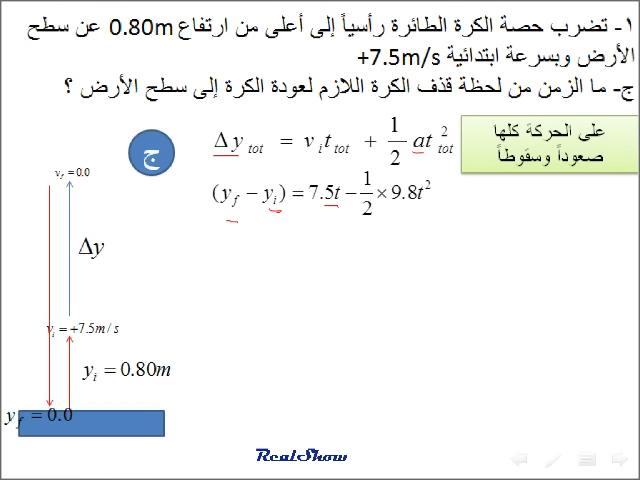 ١- تضرب حصة الكرة الطائرة رأسياً إلى أعلى من ارتفاع 0.80m عن سطح
الأرض وبسرعة ابتدائية +7.5m/s
ج- ما الزمن من لحظة قذف الكرة اللازم لعودة الكرة إلى سطح الأرض ؟
ج
Δy_tot = v_i t_tot + 1/2 at²_tot
على الحركة كلها
صعوداً وسقوطاً
(y_f − y_i) = 7.5t − 1/2 × 9.8t²
v_f = 0.0
Δy
v_i = +7.5m/s
y_i = 0.80m
y_f = 0.0
RealShow